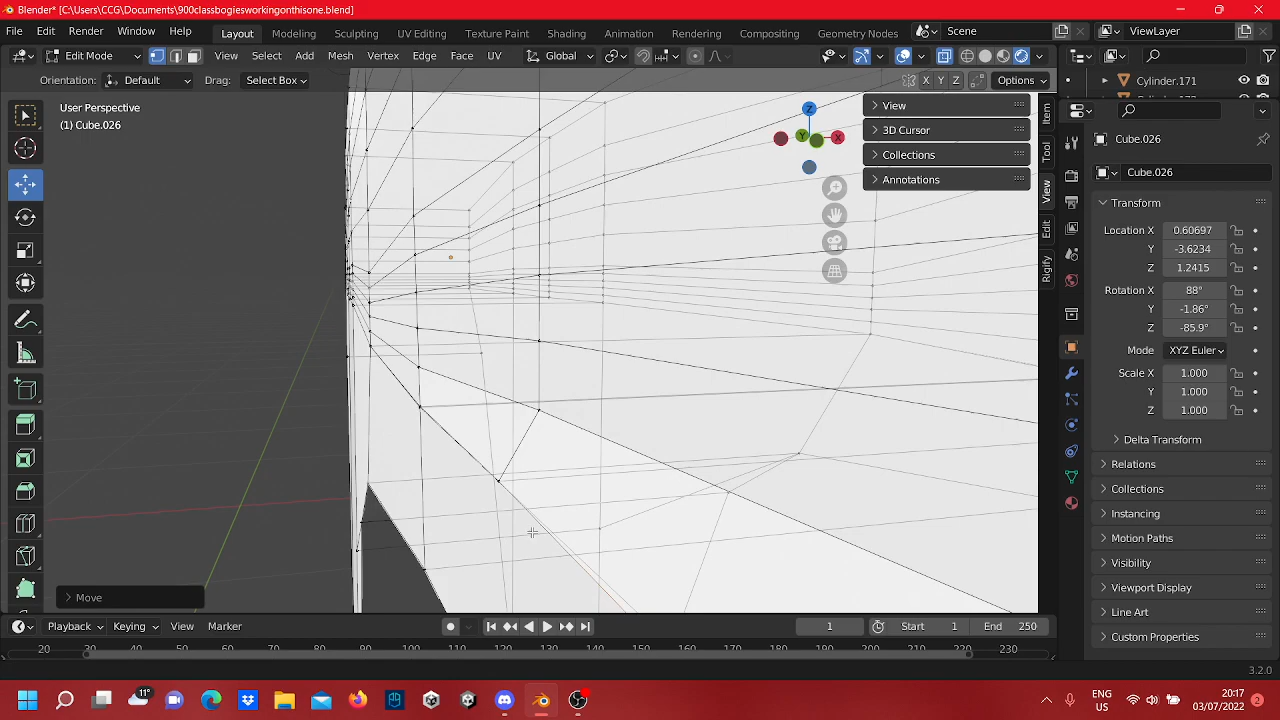 Blender* [C:\Users\CCG\Documents\900classbogiesworkingonthisone.blend]
File Edit Render Window Help Layout Modeling Sculpting UV Editing Texture Paint Shading Animation Rendering Compositing Geometry Nodes Scene ViewLayer
Edit Mode View Select Add Mesh Vertex Edge Face UV Global
Orientation: Default Drag: Select Box X Y Z Options
Cylinder.171
User Perspective
(1) Cube.026
View
3D Cursor
Collections
Annotations
Z
Y
X
Item
Tool
View
Edit
Rigify
Cube.026
Cube.026
Transform
Location X 0.60697
Y -3.6234
Z 1.2415
Rotation X 88°
Y -1.86°
Z -85.9°
Mode XYZ Euler
Scale X 1.000
Y 1.000
Z 1.000
Delta Transform
Relations
Collections
Instancing
Motion Paths
Visibility
Viewport Display
Line Art
Custom Properties
Move
Playback Keying View Marker 1 Start 1 End 250
20 90 100 110 120 130 140 150 160 170 180 190 200 210 220 230
3.2.0
11°
ENG
US
20:17
03/07/2022
2